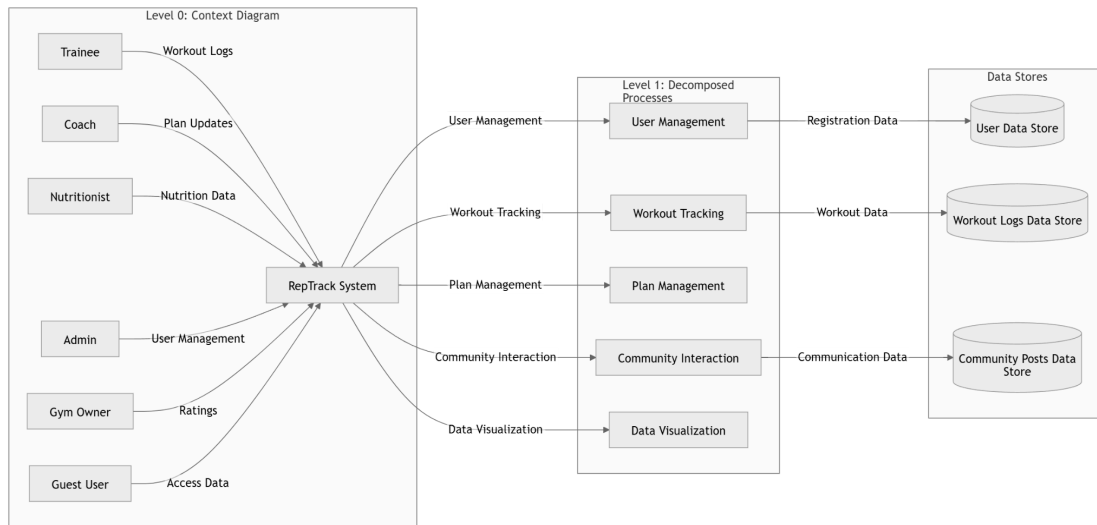 Level 0: Context Diagram
Trainee
Workout Logs
Coach
Plan Updates
Nutritionist
Nutrition Data
RepTrack System
Admin
User Management
Gym Owner
Ratings
Guest User
Access Data
User Management
Workout Tracking
Plan Management
Community Interaction
Data Visualization
Level 1: Decomposed
Processes
User Management
Workout Tracking
Plan Management
Community Interaction
Data Visualization
Registration Data
Workout Data
Communication Data
Data Stores
User Data Store
Workout Logs Data Store
Community Posts Data
Store